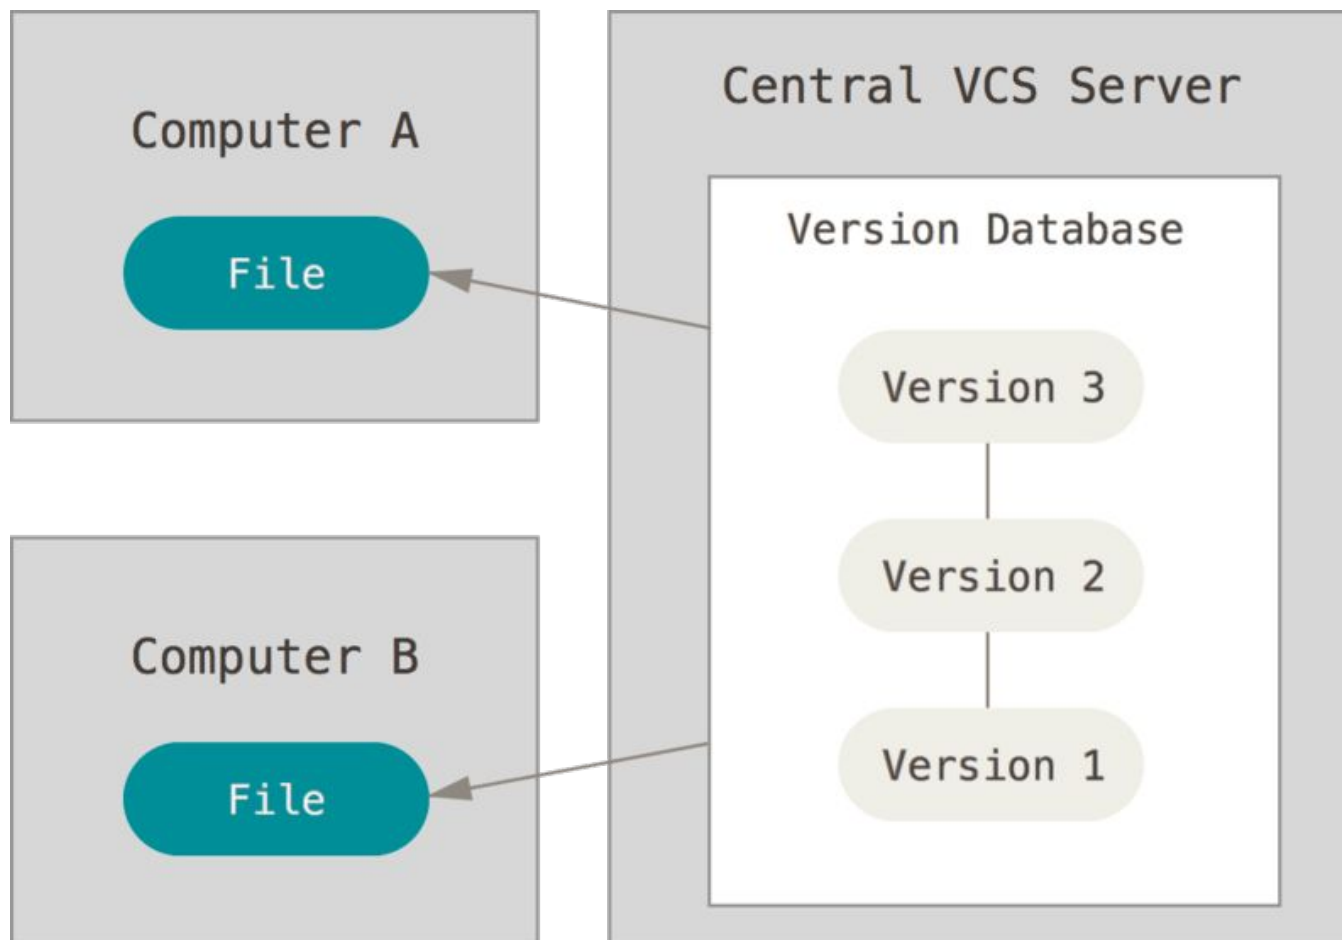 Computer A
File
Computer B
File
Central VCS Server
Version Database
Version 3
Version 2
Version 1